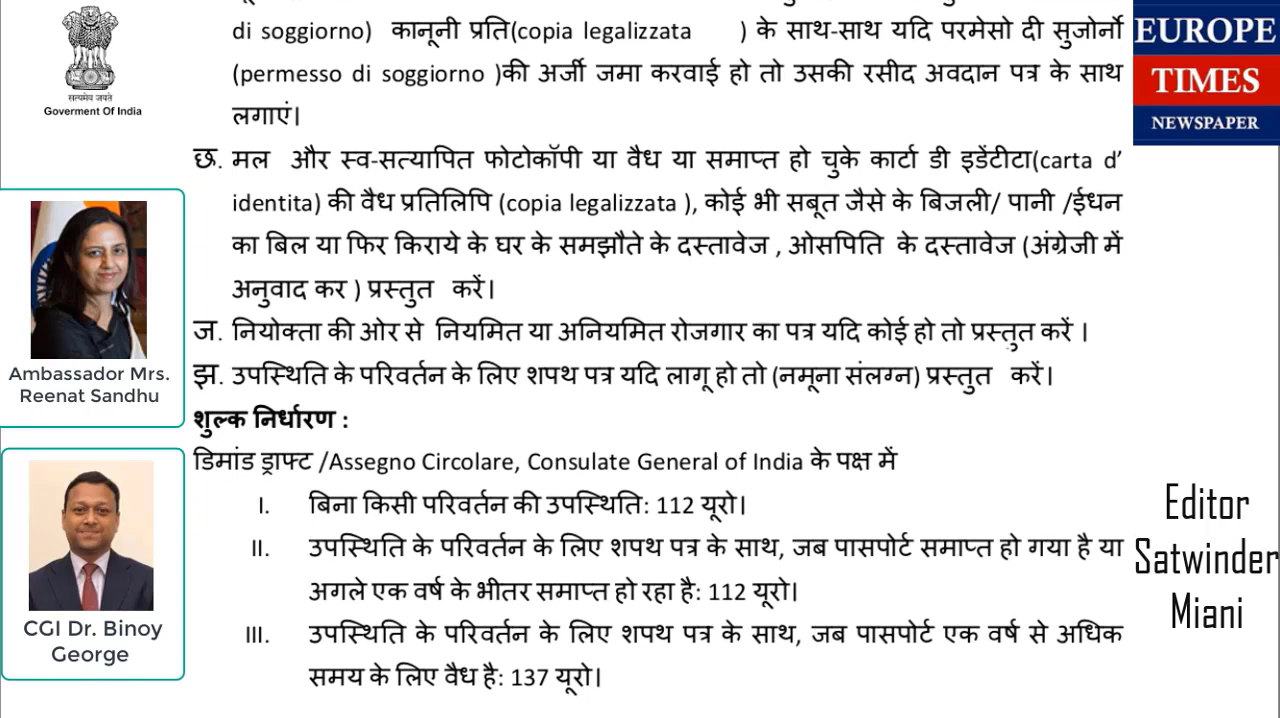 di soggiorno) कानूनी प्रति(copia legalizzata ) के साथ-साथ यदि परमेसो दी सुजोर्नो
(permesso di soggiorno )की अर्जी जमा करवाई हो तो उसकी रसीद अवदान पत्र के साथ
लगाएं।
छ. मल और स्व-सत्यापित फोटोकॉपी या वैध या समाप्त हो चुके कार्टा डी इडेंटीटा(carta d’
identita) की वैध प्रतिलिपि (copia legalizzata ), कोई भी सबूत जैसे के बिजली/ पानी /ईधन
का बिल या फिर किराये के घर के समझौते के दस्तावेज , ओसपिति के दस्तावेज (अंग्रेजी में
अनुवाद कर ) प्रस्तुत करें।
ज. नियोक्ता की ओर से नियमित या अनियमित रोजगार का पत्र यदि कोई हो तो प्रस्तुत करें ।
झ. उपस्थिति के परिवर्तन के लिए शपथ पत्र यदि लागू हो तो (नमूना संलग्न) प्रस्तुत करें।
शुल्क निर्धारण :
डिमांड ड्राफ्ट /Assegno Circolare, Consulate General of India के पक्ष में
I. बिना किसी परिवर्तन की उपस्थिति: 112 यूरो।
II. उपस्थिति के परिवर्तन के लिए शपथ पत्र के साथ, जब पासपोर्ट समाप्त हो गया है या
अगले एक वर्ष के भीतर समाप्त हो रहा है: 112 यूरो।
III. उपस्थिति के परिवर्तन के लिए शपथ पत्र के साथ, जब पासपोर्ट एक वर्ष से अधिक
समय के लिए वैध है: 137 यूरो।
सत्यमेव जयते
Goverment Of India
Ambassador Mrs.
Reenat Sandhu
CGI Dr. Binoy
George
EUROPE
TIMES
NEWSPAPER
Editor
Satwinder
Miani